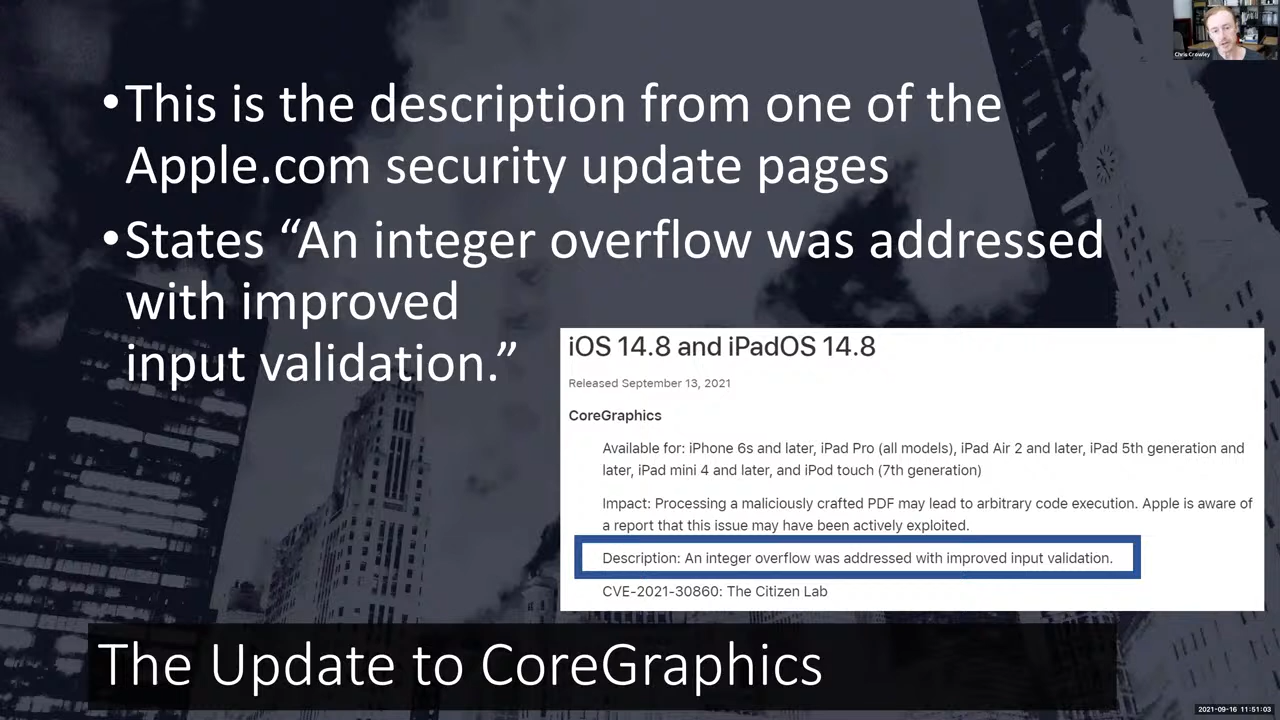 Chris Crowley
•This is the description from one of the
Apple.com security update pages
•States “An integer overflow was addressed
with improved
input validation.”
iOS 14.8 and iPadOS 14.8
Released September 13, 2021
CoreGraphics
Available for: iPhone 6s and later, iPad Pro (all models), iPad Air 2 and later, iPad 5th generation and
later, iPad mini 4 and later, and iPod touch (7th generation)
Impact: Processing a maliciously crafted PDF may lead to arbitrary code execution. Apple is aware of
a report that this issue may have been actively exploited.
Description: An integer overflow was addressed with improved input validation.
CVE-2021-30860: The Citizen Lab
The Update to CoreGraphics
2021-09-16 11:51:03